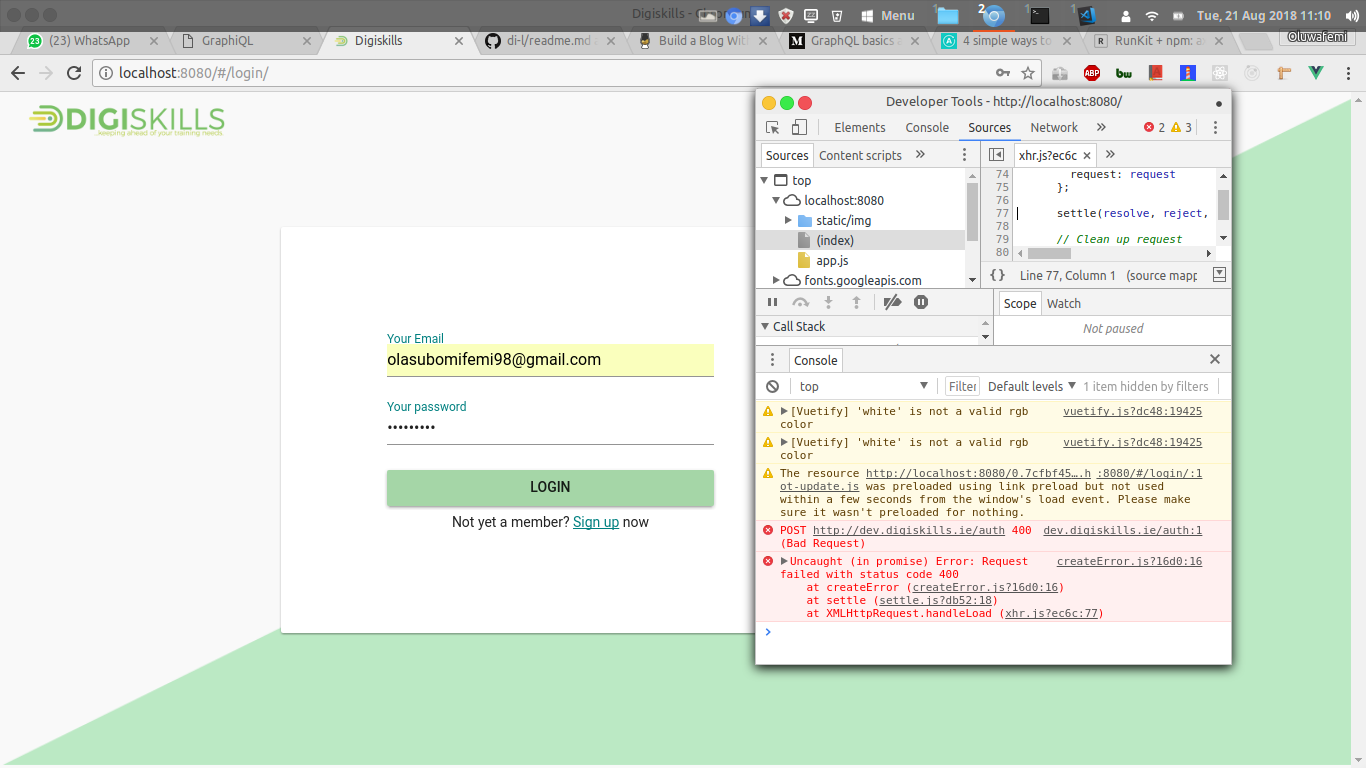 Digiskills - C
Menu
1
2
1
1
Tue, 21 Aug 2018 11:10
Oluwafemi
(23) WhatsApp
GraphiQL
Digiskills
di-l/readme.md
Build a Blog Wit
GraphQL basics
4 simple ways to
RunKit + npm: a
localhost:8080/#/login/
ABP
bw
DIGISKILLS
...keeping ahead of your training needs
Your Email
olasubomifemi98@gmail.com
Your password
•••••••••
LOGIN
Not yet a member? Sign up now
Developer Tools - http://localhost:8080/
Elements Console Sources Network » 2 3
Sources Content scripts »
xhr.js?ec6c × »
top
localhost:8080
static/img
(index)
app.js
fonts.googleapis.com
74 request: request
75 };
76
77 settle(resolve, reject,
78
79 // Clean up request
80
{} Line 77, Column 1 (source mapp
Call Stack
Scope Watch
Not paused
Console
top Filter Default levels 1 item hidden by filters
[Vuetify] 'white' is not a valid rgb vuetify.js?dc48:19425
color
[Vuetify] 'white' is not a valid rgb vuetify.js?dc48:19425
color
The resource http://localhost:8080/0.7cfbf45….h :8080/#/login/:1
ot-update.js was preloaded using link preload but not used
within a few seconds from the window's load event. Please make
sure it wasn't preloaded for nothing.
POST http://dev.digiskills.ie/auth 400 dev.digiskills.ie/auth:1
(Bad Request)
Uncaught (in promise) Error: Request createError.js?16d0:16
failed with status code 400
at createError (createError.js?16d0:16)
at settle (settle.js?db52:18)
at XMLHttpRequest.handleLoad (xhr.js?ec6c:77)